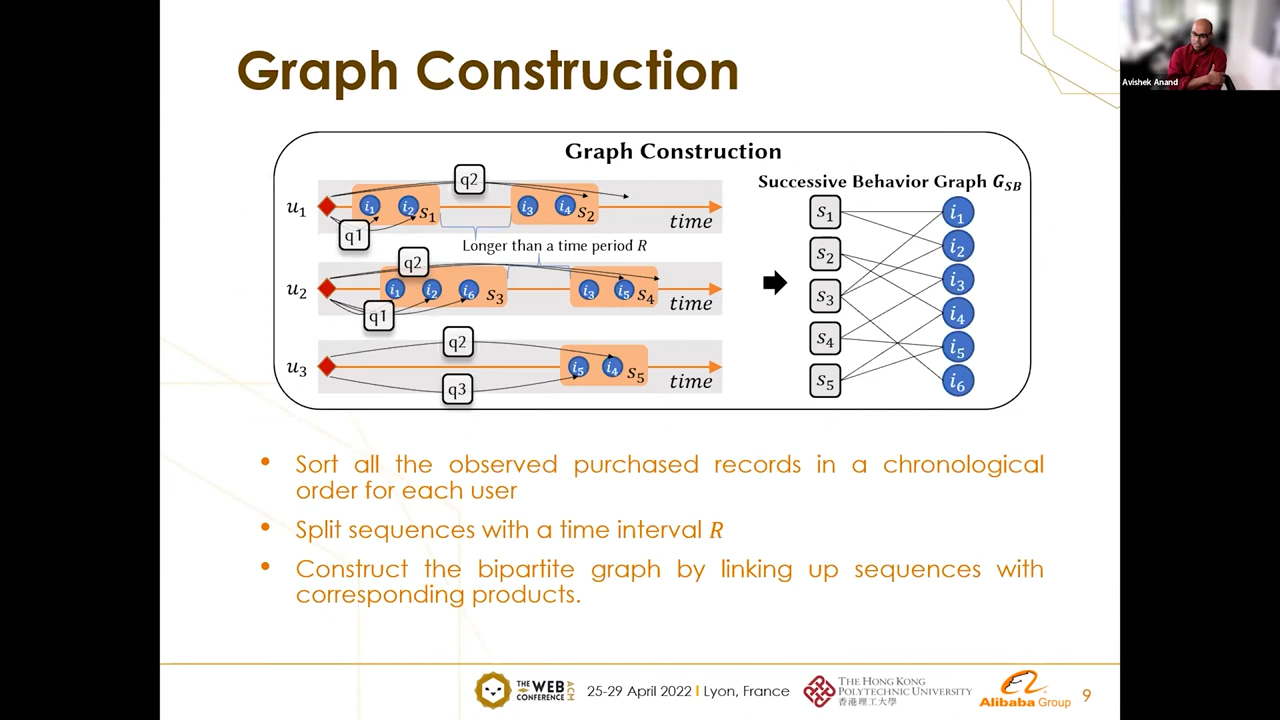 Graph Construction
Avishek Anand
Graph Construction
q2
Successive Behavior Graph G_SB
u1
i1
i2
s1
i3
i4
s2
time
q1
Longer than a time period R
q2
u2
i1
i2
i6
s3
i3
i5
s4
time
q1
q2
u3
i5
i4
s5
time
q3
s1
i1
s2
i2
s3
i3
s4
i4
s5
i5
i6
• Sort all the observed purchased records in a chronological
order for each user
• Split sequences with a time interval R
• Construct the bipartite graph by linking up sequences with
corresponding products.
THE WEB CONFERENCE ACM
25-29 April 2022 I Lyon, France
THE HONG KONG
POLYTECHNIC UNIVERSITY
香港理工大學
Alibaba Group
9